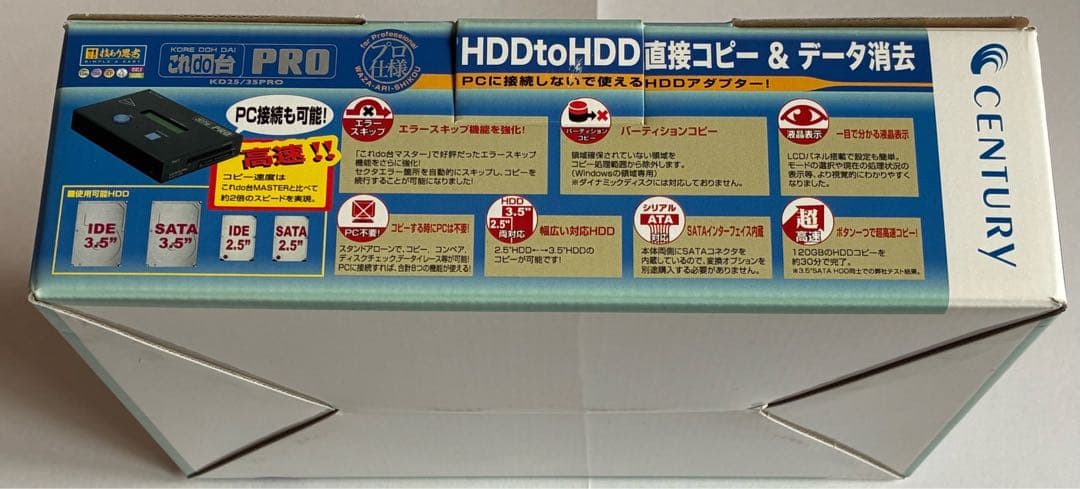 技あり思考
SIMPLE & EASY
KORE DOH DAI
これdo台
PRO
KD25/35PRO
for Professional
プロ仕様
WAZA-ARI-SHIKOU
HDDtoHDD直接コピー & データ消去
PCに接続しないで使えるHDDアダプター!
CENTURY
PC接続も可能!
高速!!
コピー速度は
これdo台MASTERと比べて
約2倍のスピードを実現。
使用可能HDD
IDE
3.5"
SATA
3.5"
IDE
2.5"
SATA
2.5"
エラー
スキップ
エラースキップ機能を強化!
「これdo台マスター」で好評だったエラースキップ
機能をさらに強化!
セクタエラー箇所を自動的にスキップし、コピーを
続行することが可能になりました!
パーティション
コピー
パーティションコピー
領域確保されていない領域を
コピー処理範囲から除外します。
(Windowsの領域専用)
※ダイナミックディスクには対応しておりません。
液晶表示
一目で分かる液晶表示
LCDパネル搭載で設定も簡単。
モードの選択や現在の処理状況の
表示等、より視覚的にわかりやすく
なりました。
PC不要!
コピーする時にPCは不要!
スタンドアローンで、コピー、コンペア、
ディスクチェック、データイレース等が可能!
PCに接続すれば、合計8つの機能が使える!
HDD
3.5"
2.5"
両対応
幅広い対応HDD
2.5"HDD←→3.5"HDDの
コピーが可能です!
シリアル
ATA
対応
SATAインターフェイス内蔵
本体両側にSATAコネクタを
内蔵しているので、変換オプションを
別途購入する必要がありません。
超
高速
ボタン一つで超高速コピー!
120GBのHDDコピーを
約30分で完了。
※3.5"SATA HDD同士での弊社テスト結果。